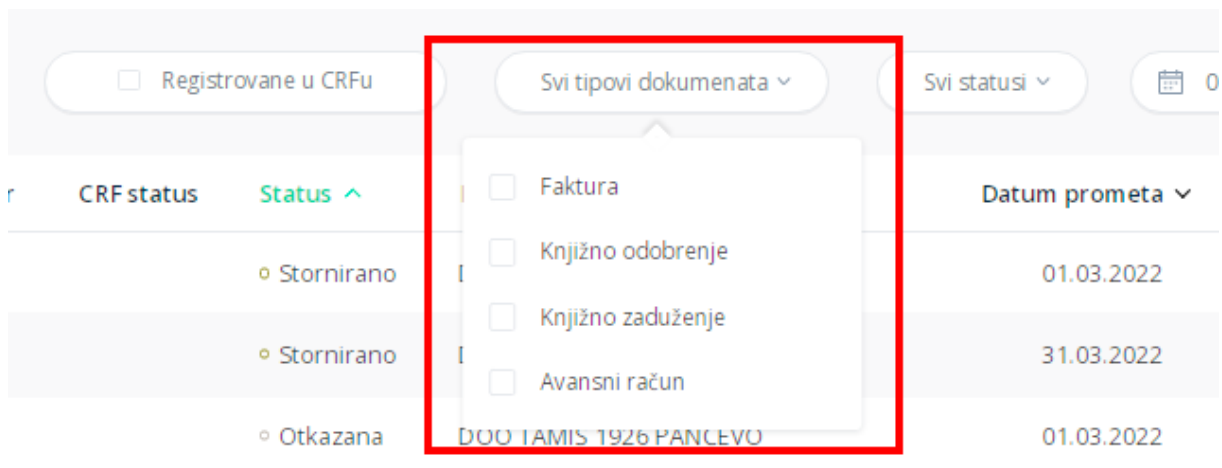 Registrovane u CRFu
Svi tipovi dokumenata
Svi statusi
0
r
CRF status
Status
Datum prometa
Faktura
Knjižno odobrenje
Knjižno zaduženje
Avansni račun
Stornirano
01.03.2022
Stornirano
31.03.2022
Otkazana
DOO TAMIS 1926 PANCEVO
01.03.2022